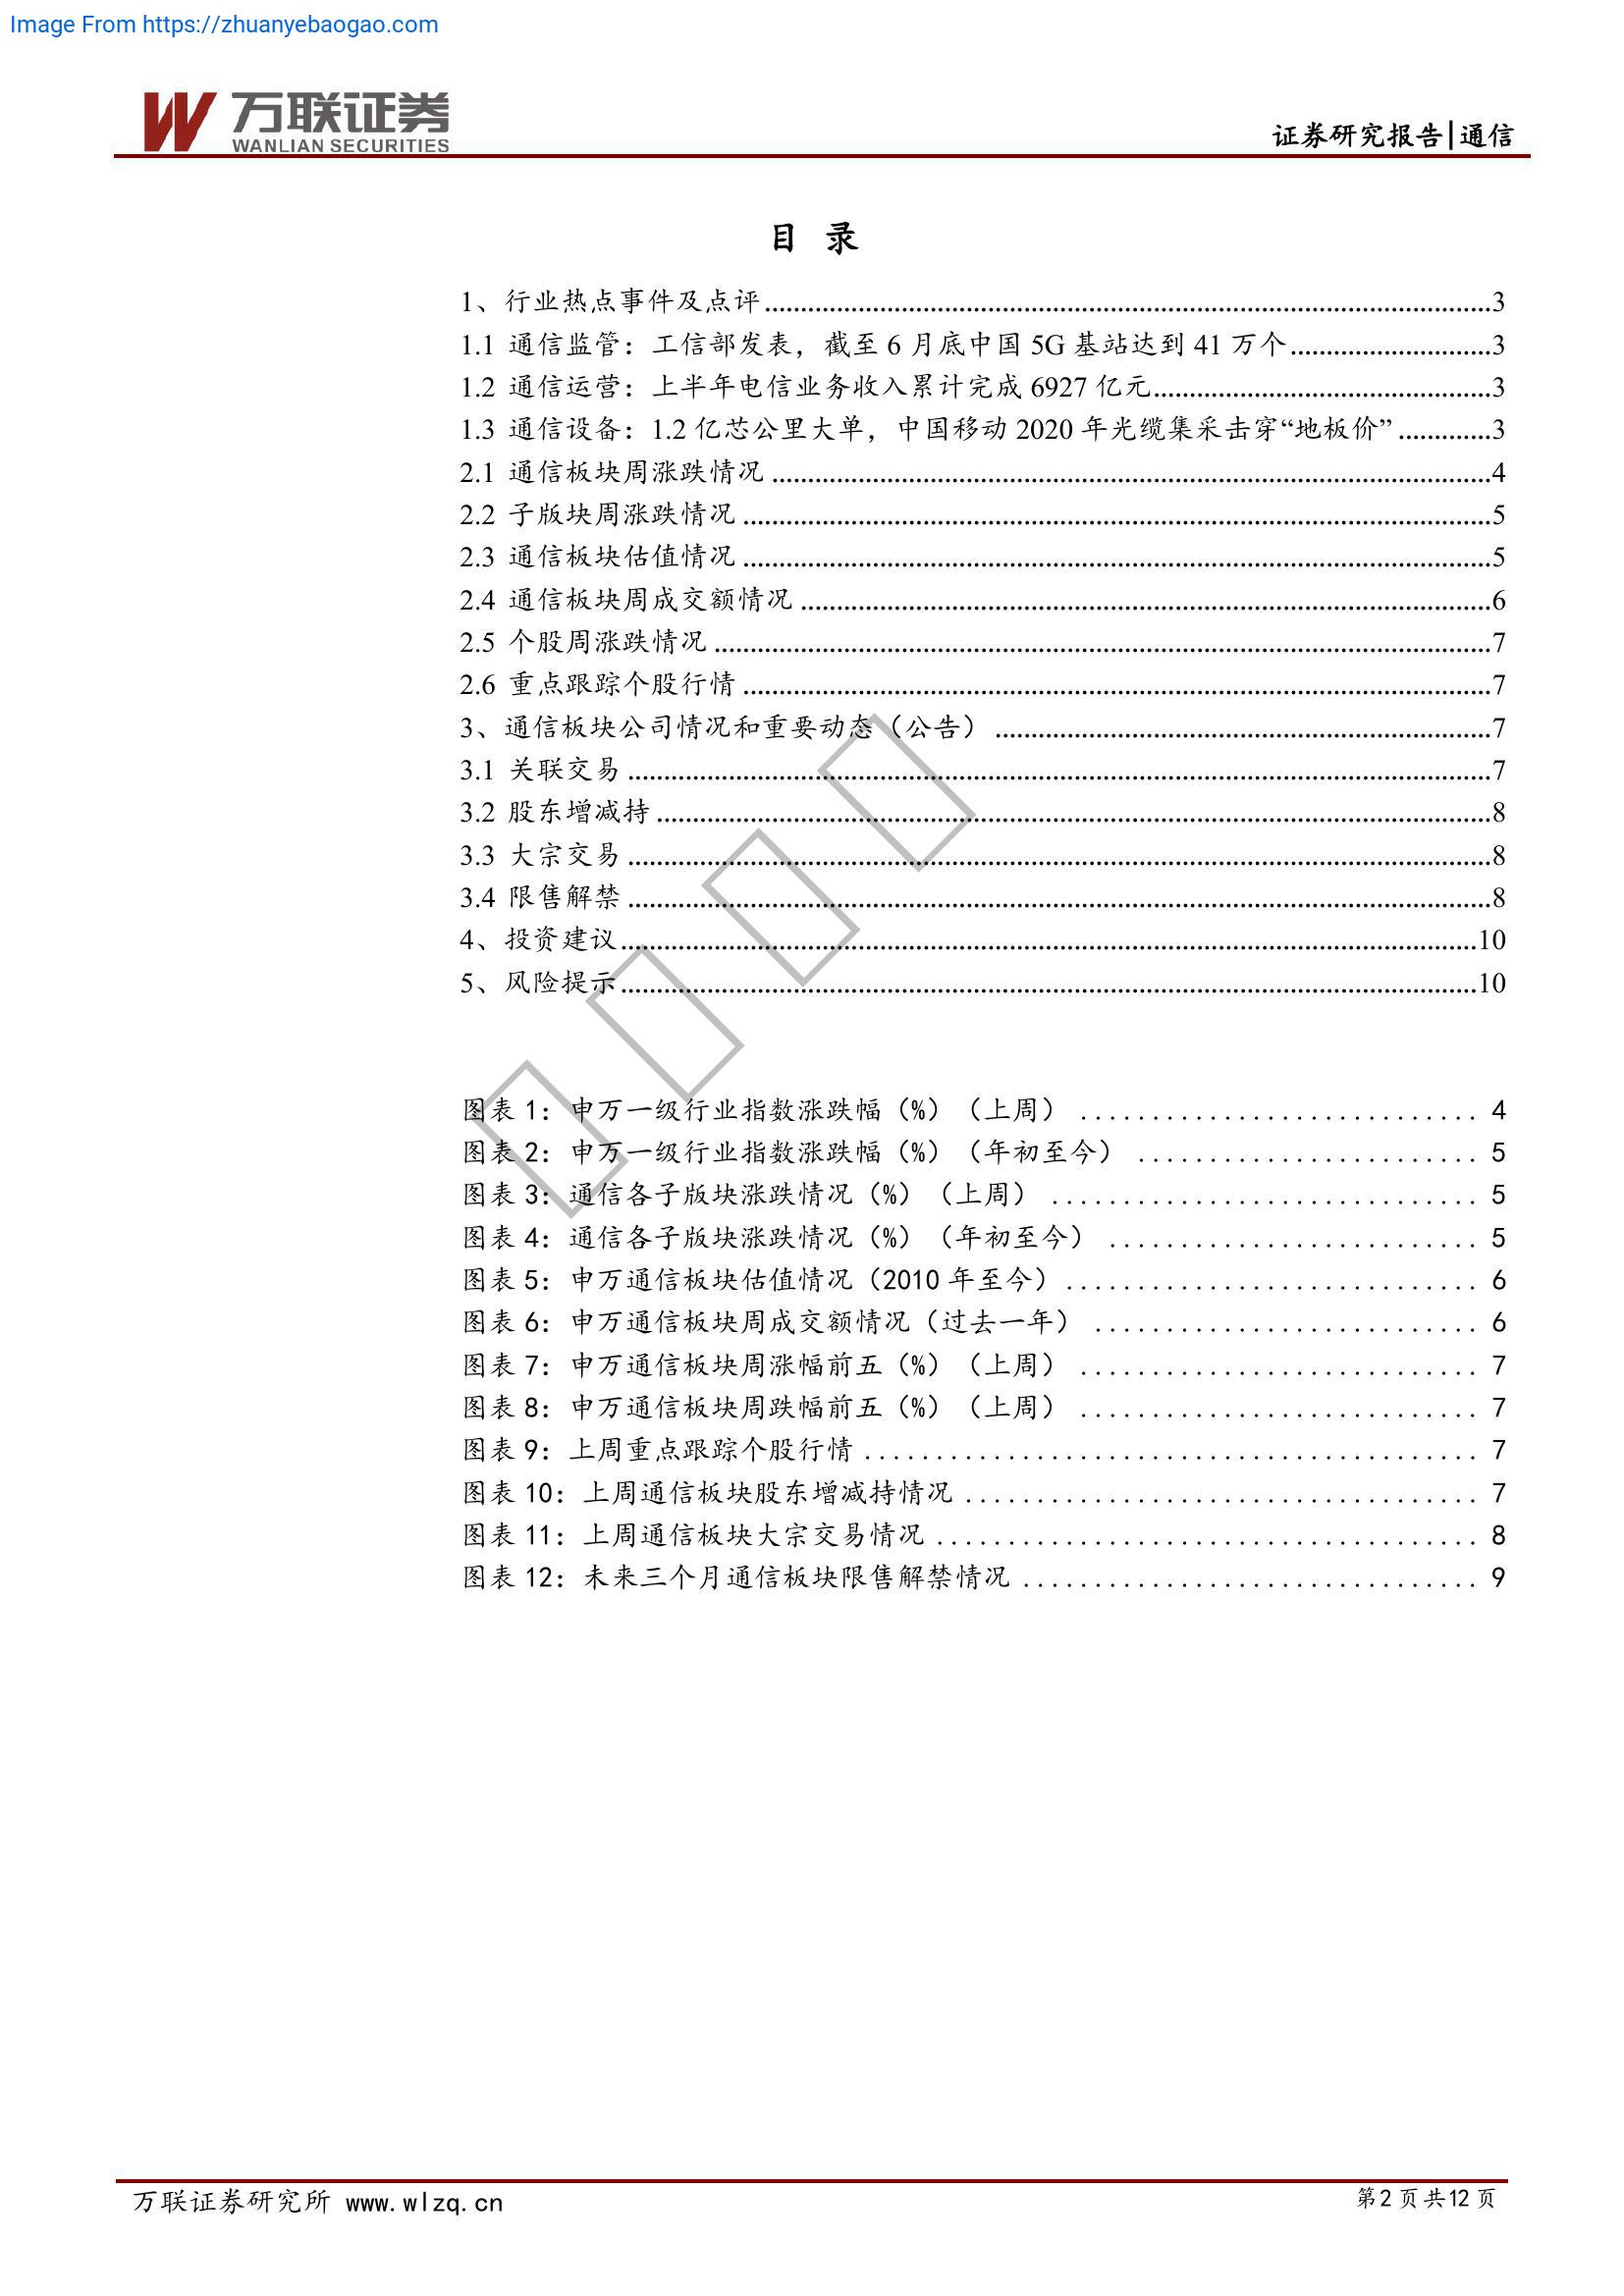 Image From https://zhuanyebaogao.com
万联证券
WANLIAN SECURITIES
证券研究报告|通信
目 录
1、行业热点事件及点评....................3
1.1 通信监管：工信部发表，截至 6 月底中国 5G 基站达到 41 万个....................3
1.2 通信运营：上半年电信业务收入累计完成 6927 亿元....................3
1.3 通信设备：1.2 亿芯公里大单，中国移动 2020 年光缆集采击穿“地板价”....................3
2.1 通信板块周涨跌情况....................4
2.2 子版块周涨跌情况....................5
2.3 通信板块估值情况....................5
2.4 通信板块周成交额情况....................6
2.5 个股周涨跌情况....................7
2.6 重点跟踪个股行情....................7
3、通信板块公司情况和重要动态（公告）....................7
3.1 关联交易....................7
3.2 股东增减持....................8
3.3 大宗交易....................8
3.4 限售解禁....................8
4、投资建议....................10
5、风险提示....................10
图表 1：申万一级行业指数涨跌幅（%）（上周）.................... 4
图表 2：申万一级行业指数涨跌幅（%）（年初至今）.................... 5
图表 3：通信各子版块涨跌情况（%）（上周）.................... 5
图表 4：通信各子版块涨跌情况（%）（年初至今）.................... 5
图表 5：申万通信板块估值情况（2010 年至今）.................... 6
图表 6：申万通信板块周成交额情况（过去一年）.................... 6
图表 7：申万通信板块周涨幅前五（%）（上周）.................... 7
图表 8：申万通信板块周跌幅前五（%）（上周）.................... 7
图表 9：上周重点跟踪个股行情.................... 7
图表 10：上周通信板块股东增减持情况.................... 7
图表 11：上周通信板块大宗交易情况.................... 8
图表 12：未来三个月通信板块限售解禁情况.................... 9
万联证券研究所 www.wlzq.cn
第 2 页 共 12 页